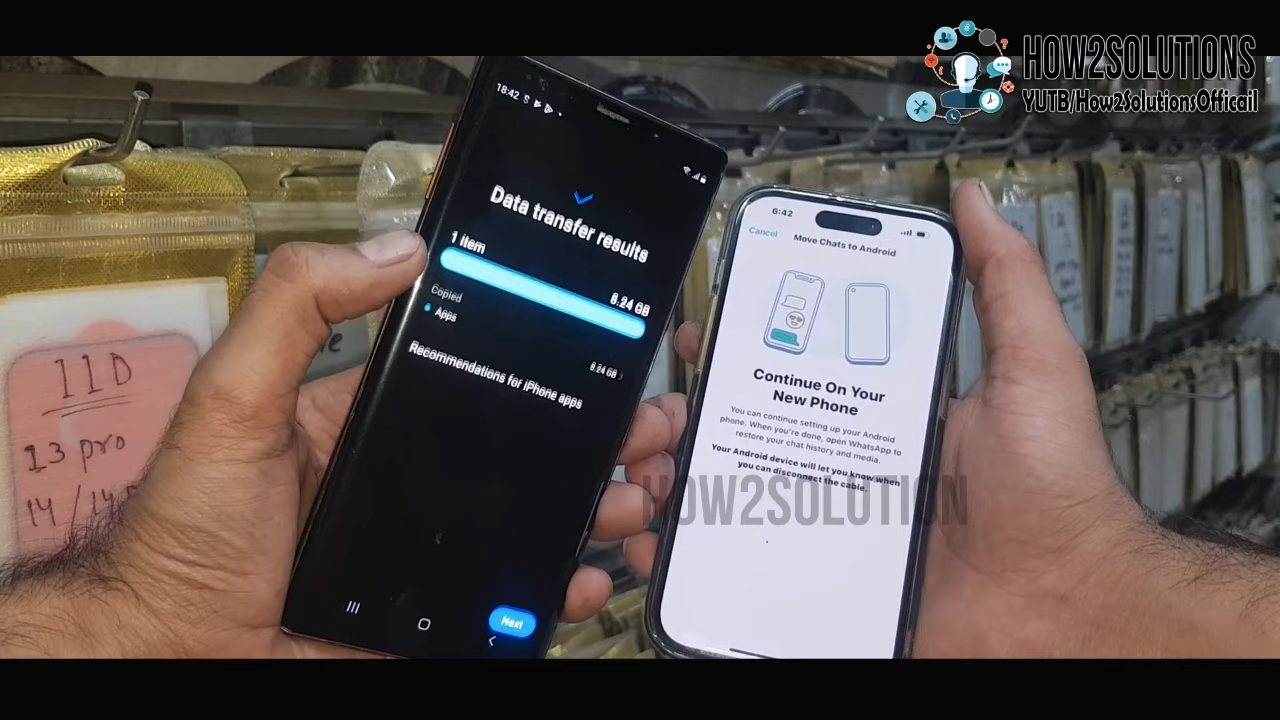 HOW2SOLUTIONS
YUTB/How2SolutionsOfficail
18:42
Data transfer results
1 item
8.24 GB
Copied
Apps
8.24 GB
Recommendations for iPhone apps
Next
6:42
Cancel
Move Chats to Android
Continue On Your
New Phone
You can continue setting up your Android
phone. When you're done, open WhatsApp to
restore your chat history and media.
Your Android device will let you know when
you can disconnect the cable.
HOW2SOLUTION
11D
13 pro
14/14